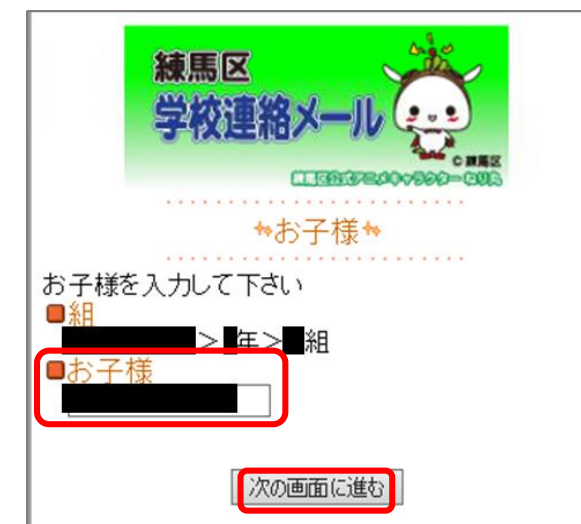 練馬区
学校連絡メール
©練馬区
練馬区公式アニメキャラクター ねり丸
お子様
お子様を入力して下さい
組
＞ 年＞ 組
お子様
次の画面に進む